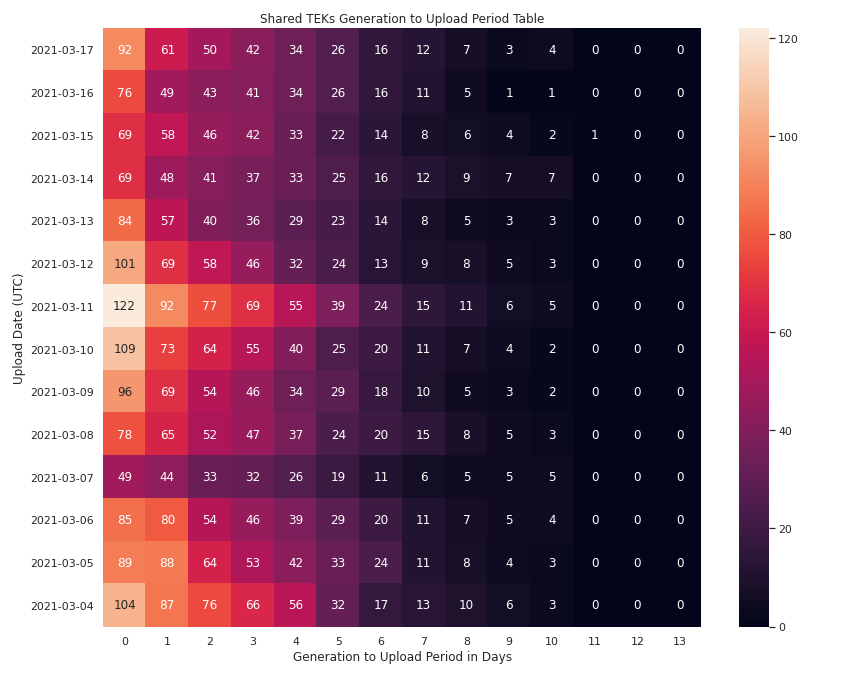 Shared TEKs Generation to Upload Period Table
Upload Date (UTC)
2021-03-17 92 61 50 42 34 26 16 12 7 3 4 0 0 0
2021-03-16 76 49 43 41 34 26 16 11 5 1 1 0 0 0
2021-03-15 69 58 46 42 33 22 14 8 6 4 2 1 0 0
2021-03-14 69 48 41 37 33 25 16 12 9 7 7 0 0 0
2021-03-13 84 57 40 36 29 23 14 8 5 3 3 0 0 0
2021-03-12 101 69 58 46 32 24 13 9 8 5 3 0 0 0
2021-03-11 122 92 77 69 55 39 24 15 11 6 5 0 0 0
2021-03-10 109 73 64 55 40 25 20 11 7 4 2 0 0 0
2021-03-09 96 69 54 46 34 29 18 10 5 3 2 0 0 0
2021-03-08 78 65 52 47 37 24 20 15 8 5 3 0 0 0
2021-03-07 49 44 33 32 26 19 11 6 5 5 5 0 0 0
2021-03-06 85 80 54 46 39 29 20 11 7 5 4 0 0 0
2021-03-05 89 88 64 53 42 33 24 11 8 4 3 0 0 0
2021-03-04 104 87 76 66 56 32 17 13 10 6 3 0 0 0
0 1 2 3 4 5 6 7 8 9 10 11 12 13
Generation to Upload Period in Days
120
100
80
60
40
20
0